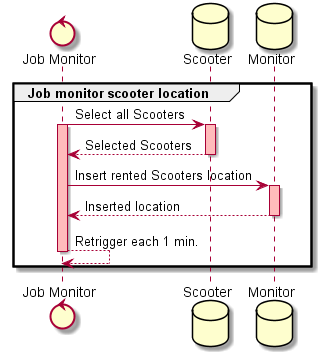 Job Monitor
Scooter
Monitor
Job monitor scooter location
Select all Scooters
Selected Scooters
Insert rented Scooters location
Inserted location
Retrigger each 1 min.
Job Monitor
Scooter
Monitor